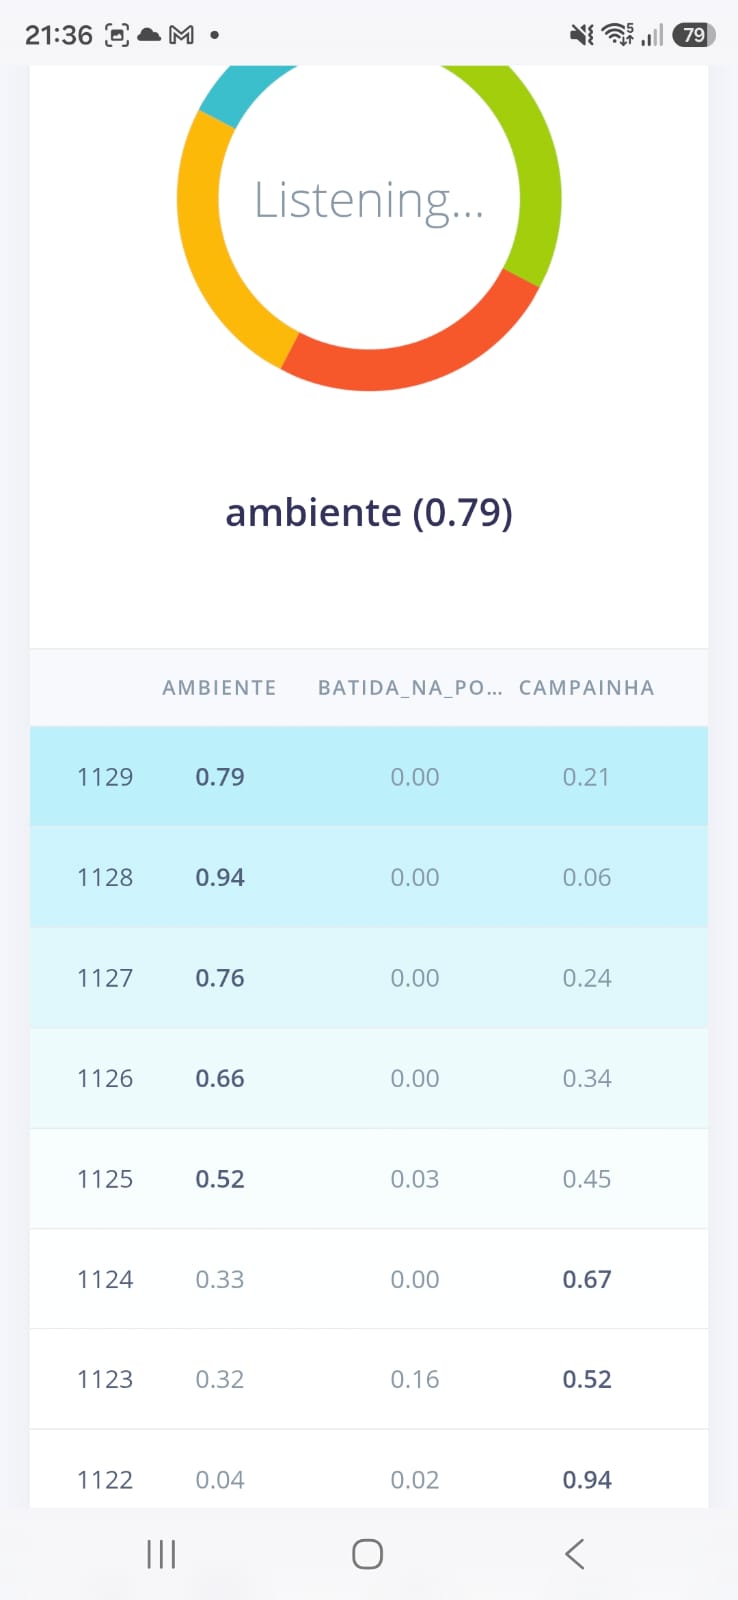 21:36 5 79
Listening...
ambiente (0.79)
AMBIENTE BATIDA_NA_PO... CAMPAINHA
1129 0.79 0.00 0.21
1128 0.94 0.00 0.06
1127 0.76 0.00 0.24
1126 0.66 0.00 0.34
1125 0.52 0.03 0.45
1124 0.33 0.00 0.67
1123 0.32 0.16 0.52
1122 0.04 0.02 0.94